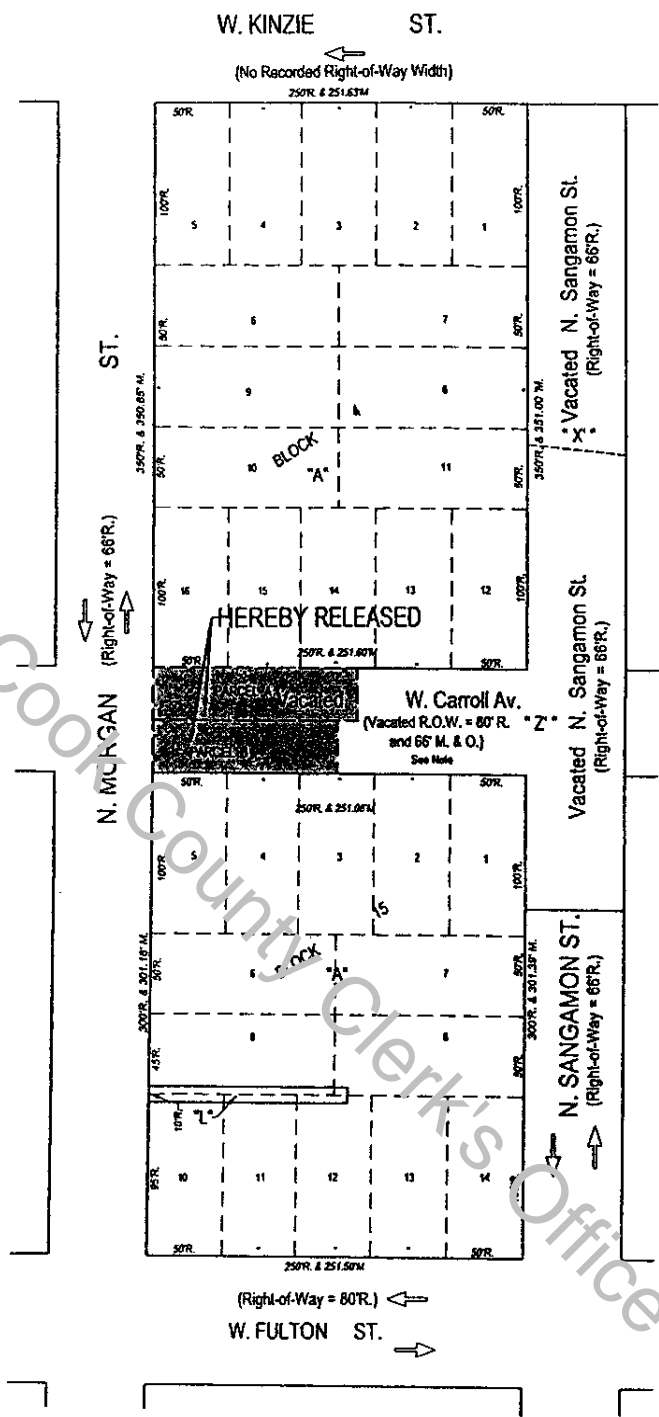 W. KINZIE ST.
(No Recorded Right-of-Way Width)
250'R. & 251.63'M
50'R. 50'R.
100'R. 100'R.
5 4 3 2 1
6 7
50'R. 50'R.
9 8
350'R. & 350.85' M. 350'R. & 351.00 'M.
BLOCK
"A"
10 11
50'R. 50'R.
100'R. 100'R.
16 15 14 13 12
HEREBY RELEASED
250'R. & 251.60'M
50'R. 50'R.
Vacated N. Sangamon St.
(Right-of-Way = 66'R.)
"X"
N. MORGAN ST.
(Right-of-Way = 66'R.)
PARCEL A Vacated W. Carroll Av.
(Vacated R.O.W. = 80' R. "Z"
and 66' M. & O.)
See Note
PARCEL
Vacated N. Sangamon St.
(Right-of-Way = 66'R.)
50'R. 50'R.
250'R. & 251.06'M
100'R. 100'R.
5 4 3 2 1
15
BLOCK
"A"
6 7
50'R. 50'R.
300'R. & 301.16' M. 300'R. & 301.35' M.
45'R. 50'R.
10'R. "L"
95'R.
10 11 12 13 14
50'R. 50'R.
250'R. & 251.50'M
N. SANGAMON ST.
(Right-of-Way = 66'R.)
(Right-of-Way = 80'R.)
W. FULTON ST.
Cook County Clerk's Office